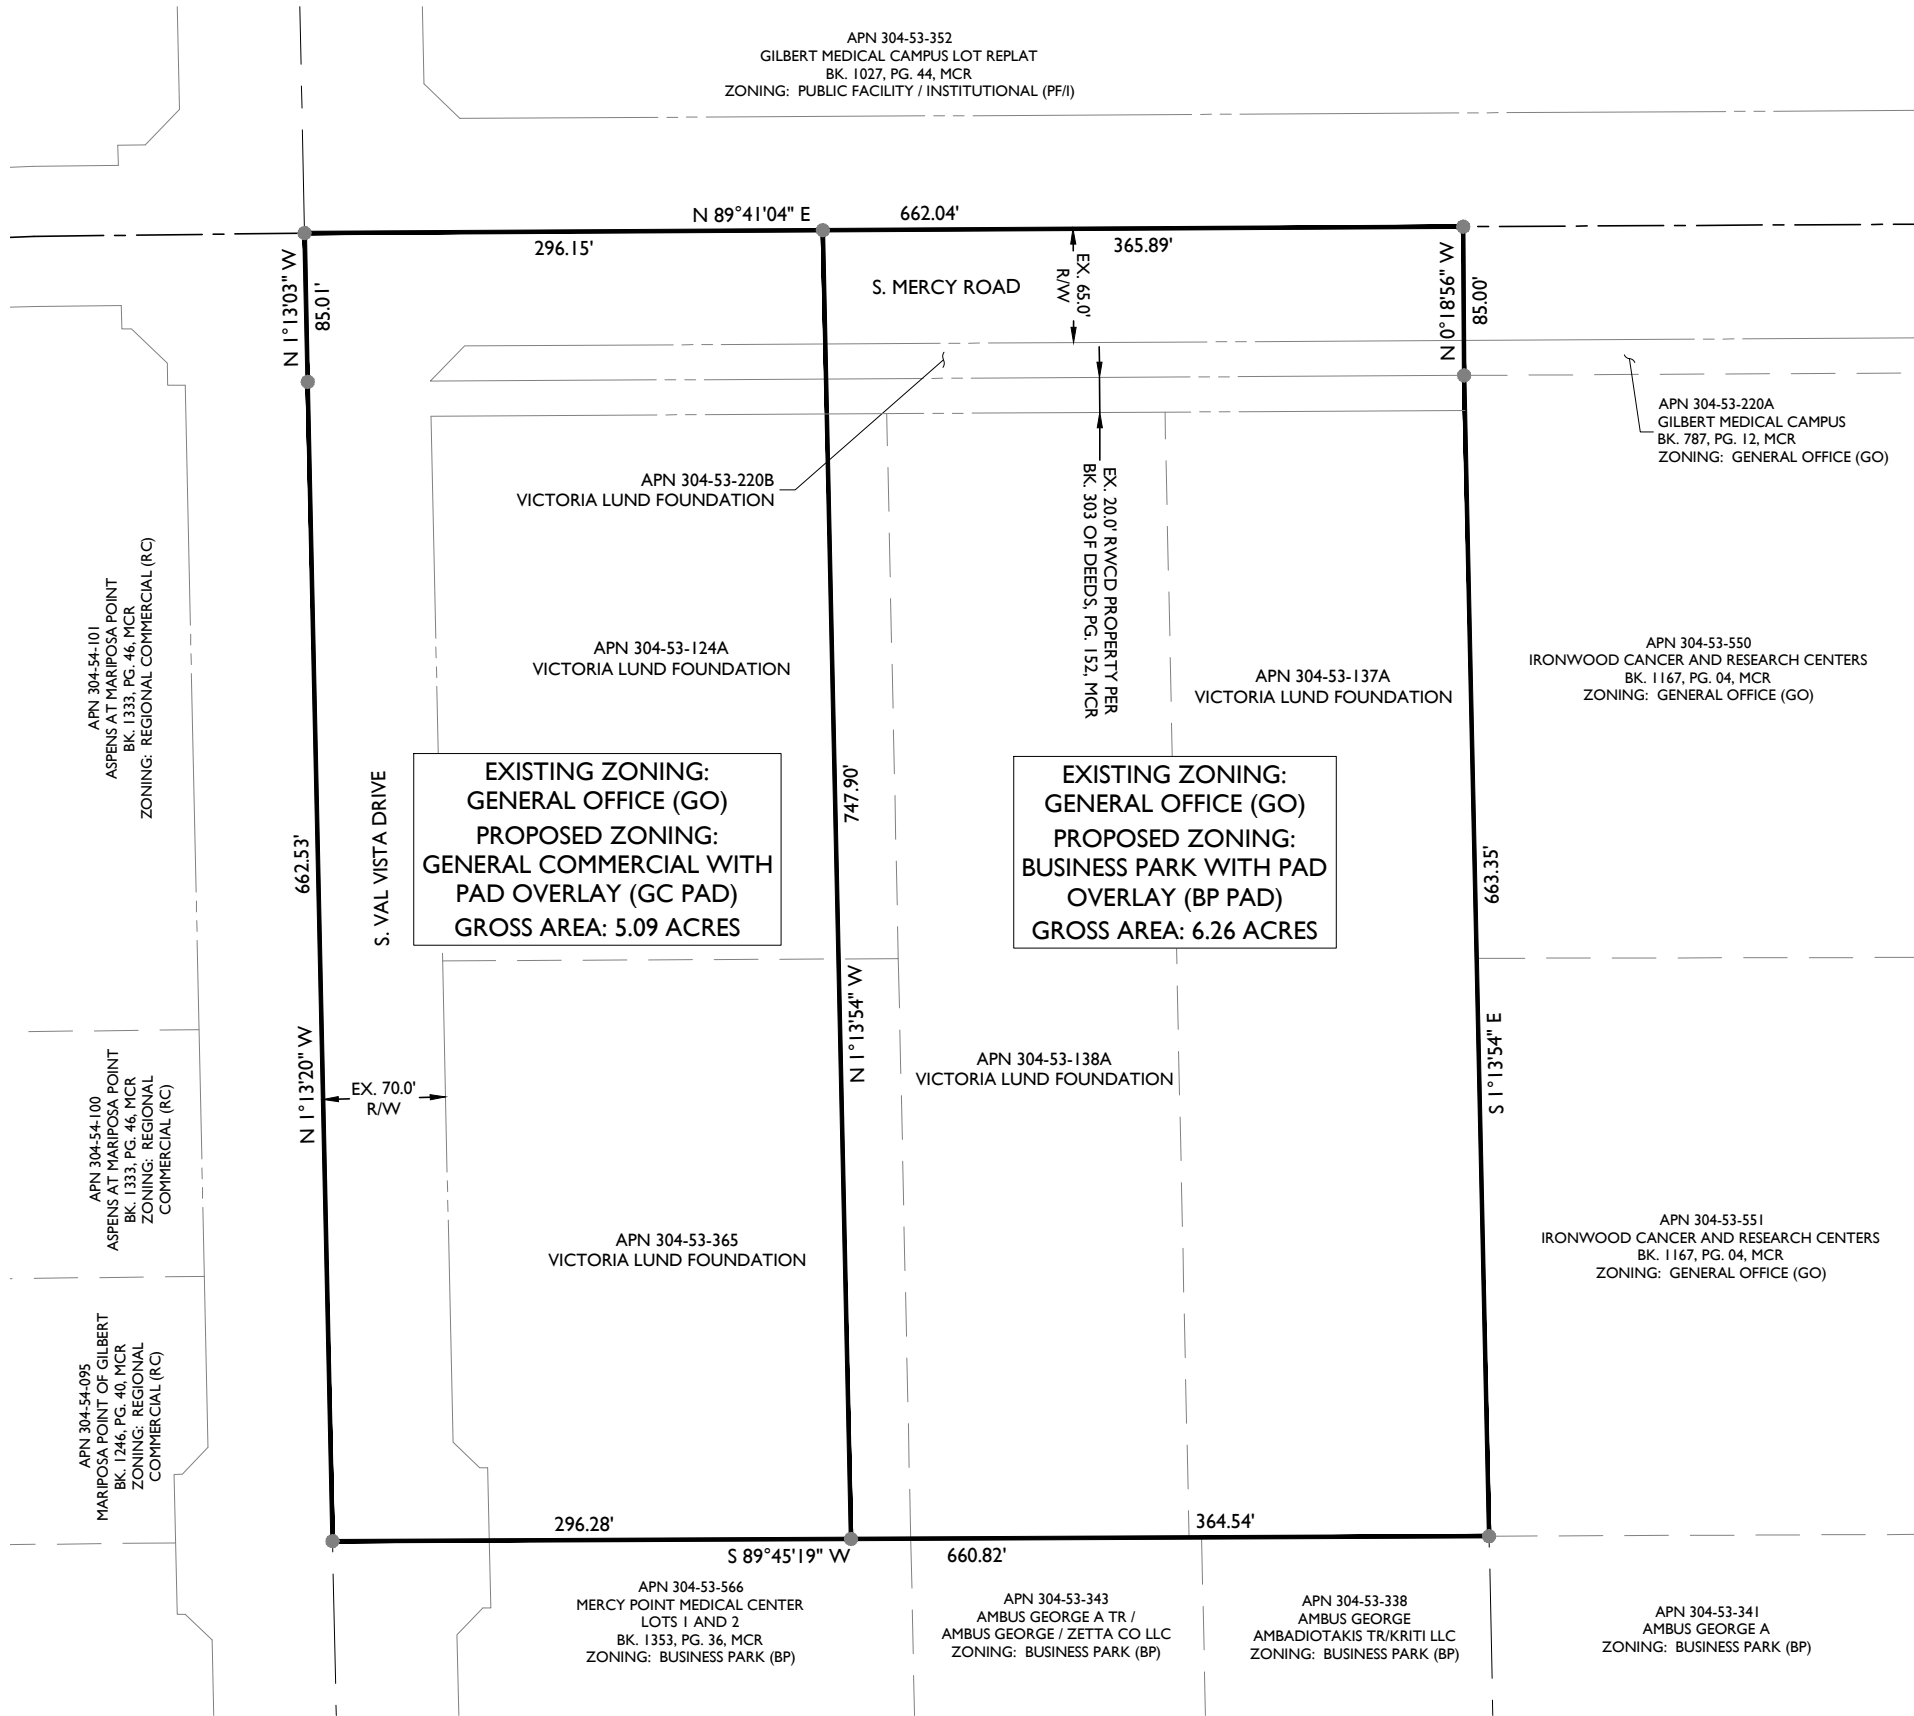 APN 304-53-352
GILBERT MEDICAL CAMPUS LOT REPLAT
BK. 1027, PG. 44, MCR
ZONING: PUBLIC FACILITY / INSTITUTIONAL (PF/I)
N 89°41'04" E
662.04'
296.15'
365.89'
N 1°13'03" W
85.01'
S. MERCY ROAD
EX. 65.0'
R/W
N 0°18'56" W
85.00'
APN 304-53-220A
GILBERT MEDICAL CAMPUS
BK. 787, PG. 12, MCR
ZONING: GENERAL OFFICE (GO)
APN 304-53-220B
VICTORIA LUND FOUNDATION
EX. 20.0' RWCD PROPERTY PER
BK. 303 OF DEEDS, PG. 152, MCR
APN 304-54-101
ASPENS AT MARIPOSA POINT
BK. 1333, PG. 46, MCR
ZONING: REGIONAL COMMERCIAL (RC)
APN 304-53-124A
VICTORIA LUND FOUNDATION
APN 304-53-137A
VICTORIA LUND FOUNDATION
APN 304-53-550
IRONWOOD CANCER AND RESEARCH CENTERS
BK. 1167, PG. 04, MCR
ZONING: GENERAL OFFICE (GO)
662.53'
S. VAL VISTA DRIVE
EXISTING ZONING:
GENERAL OFFICE (GO)
PROPOSED ZONING:
GENERAL COMMERCIAL WITH
PAD OVERLAY (GC PAD)
GROSS AREA: 5.09 ACRES
747.90'
EXISTING ZONING:
GENERAL OFFICE (GO)
PROPOSED ZONING:
BUSINESS PARK WITH PAD
OVERLAY (BP PAD)
GROSS AREA: 6.26 ACRES
663.35'
N 1°13'20" W
N 1°13'54" W
S 1°13'54" E
EX. 70.0'
R/W
APN 304-54-100
ASPENS AT MARIPOSA POINT
BK. 1333, PG. 46, MCR
ZONING: REGIONAL
COMMERCIAL (RC)
APN 304-53-138A
VICTORIA LUND FOUNDATION
APN 304-53-365
VICTORIA LUND FOUNDATION
APN 304-53-551
IRONWOOD CANCER AND RESEARCH CENTERS
BK. 1167, PG. 04, MCR
ZONING: GENERAL OFFICE (GO)
APN 304-54-095
MARIPOSA POINT OF GILBERT
BK. 1246, PG. 40, MCR
ZONING: REGIONAL
COMMERCIAL (RC)
296.28'
364.54'
S 89°45'19" W
660.82'
APN 304-53-566
MERCY POINT MEDICAL CENTER
LOTS 1 AND 2
BK. 1353, PG. 36, MCR
ZONING: BUSINESS PARK (BP)
APN 304-53-343
AMBUS GEORGE A TR /
AMBUS GEORGE / ZETTA CO LLC
ZONING: BUSINESS PARK (BP)
APN 304-53-338
AMBUS GEORGE
AMBADIOTAKIS TR/KRITI LLC
ZONING: BUSINESS PARK (BP)
APN 304-53-341
AMBUS GEORGE A
ZONING: BUSINESS PARK (BP)